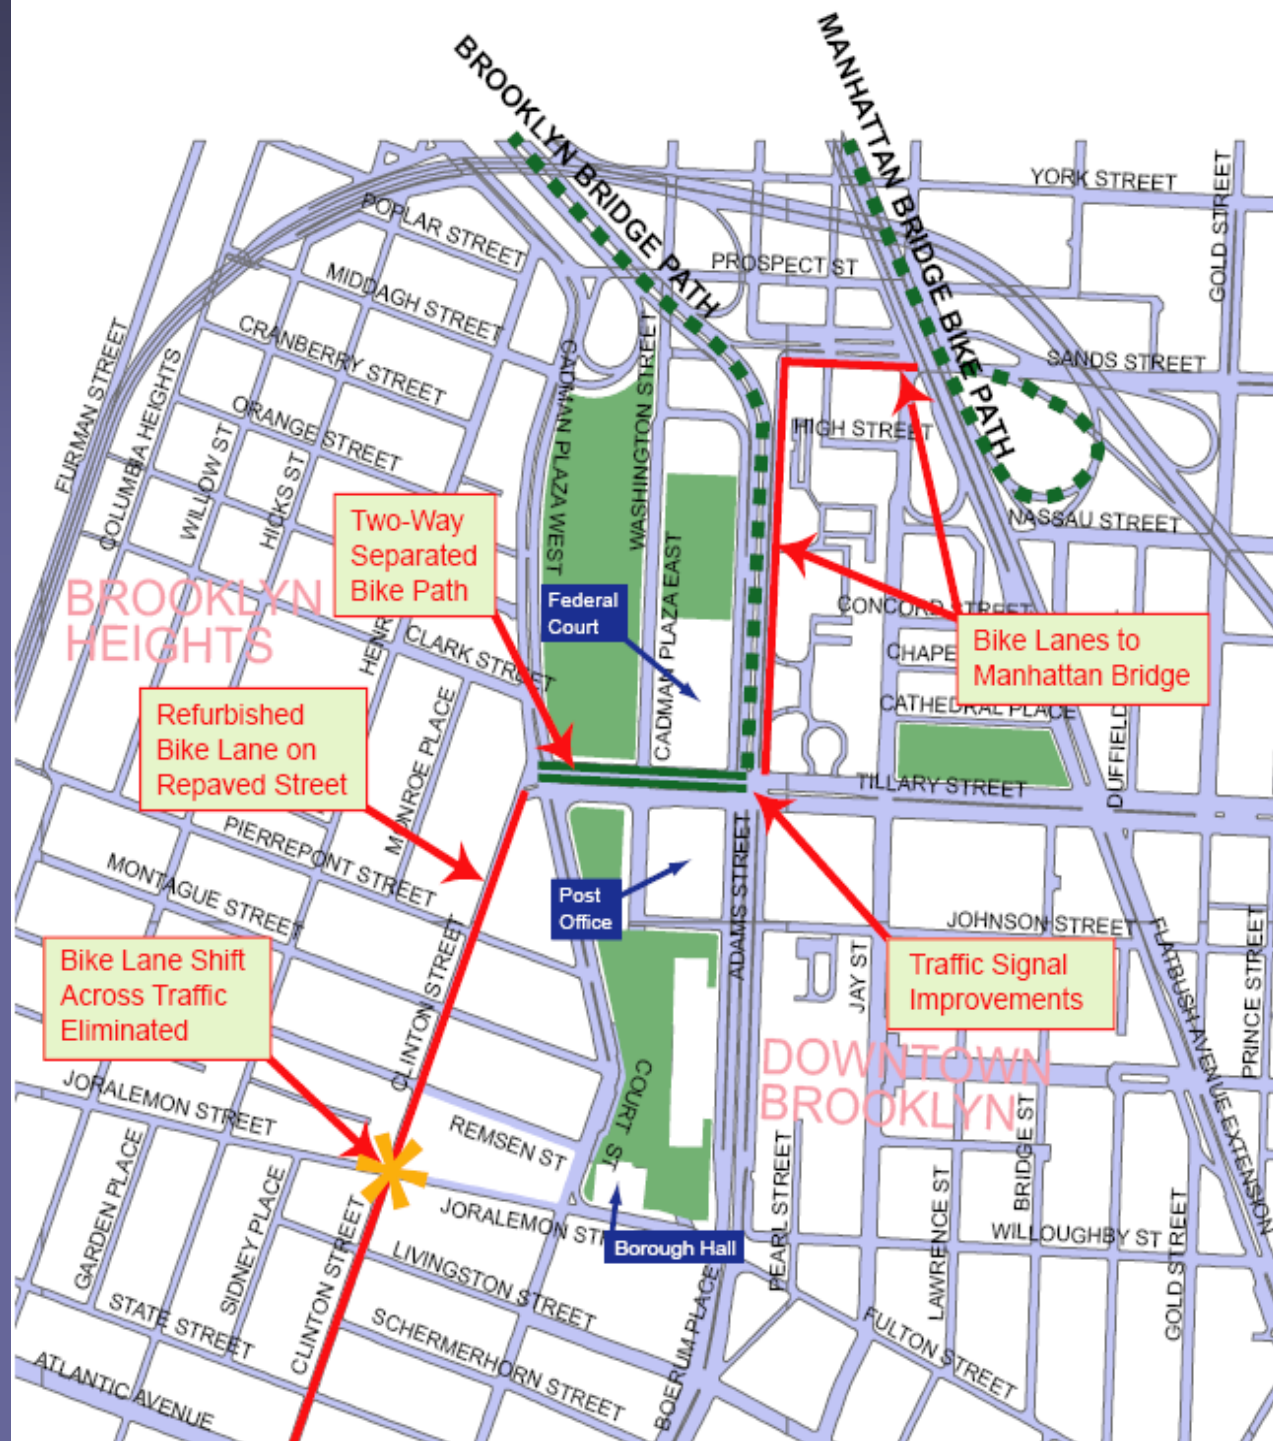 BROOKLYN BRIDGE PATH
MANHATTAN BRIDGE BIKE PATH
YORK STREET
GOLD STREET
POPLAR STREET
PROSPECT ST
MIDDAGH STREET
CRANBERRY STREET
SANDS STREET
FURMAN STREET
COLUMBIA HEIGHTS
WILLOW ST
HICKS ST
ORANGE STREET
CADMAN PLAZA WEST
WASHINGTON STREET
HIGH STREET
NASSAU STREET
Two-Way
Separated
Bike Path
Federal
Court
CADMAN PLAZA EAST
CONCORD STREET
BROOKLYN
HEIGHTS
HENR
CLARK STREET
CHAPE
Bike Lanes to
Manhattan Bridge
CATHEDRAL PLACE
DUFFIELD
Refurbished
Bike Lane on
Repaved Street
MONROE PLACE
TILLARY STREET
PIERREPONT STREET
MONTAGUE STREET
Post
Office
ADAMS STREET
JOHNSON STREET
FLATBUSH AVENUE EXTENSION
PRINCE STREET
CLINTON STREET
JAY ST
Bike Lane Shift
Across Traffic
Eliminated
Traffic Signal
Improvements
DOWNTOWN
BROOKLYN
COURT ST
JORALEMON STREET
REMSEN ST
GARDEN PLACE
SIDNEY PLACE
CLINTON STREET
JORALEMON STR
Borough Hall
PEARL STREET
LAWRENCE ST
BRIDGE ST
WILLOUGHBY ST
GOLD STREET
LIVINGSTON STREET
STATE STREET
SCHERMERHORN STREET
BOERUM PLACE
FULTON STREET
ATLANTIC AVENUE